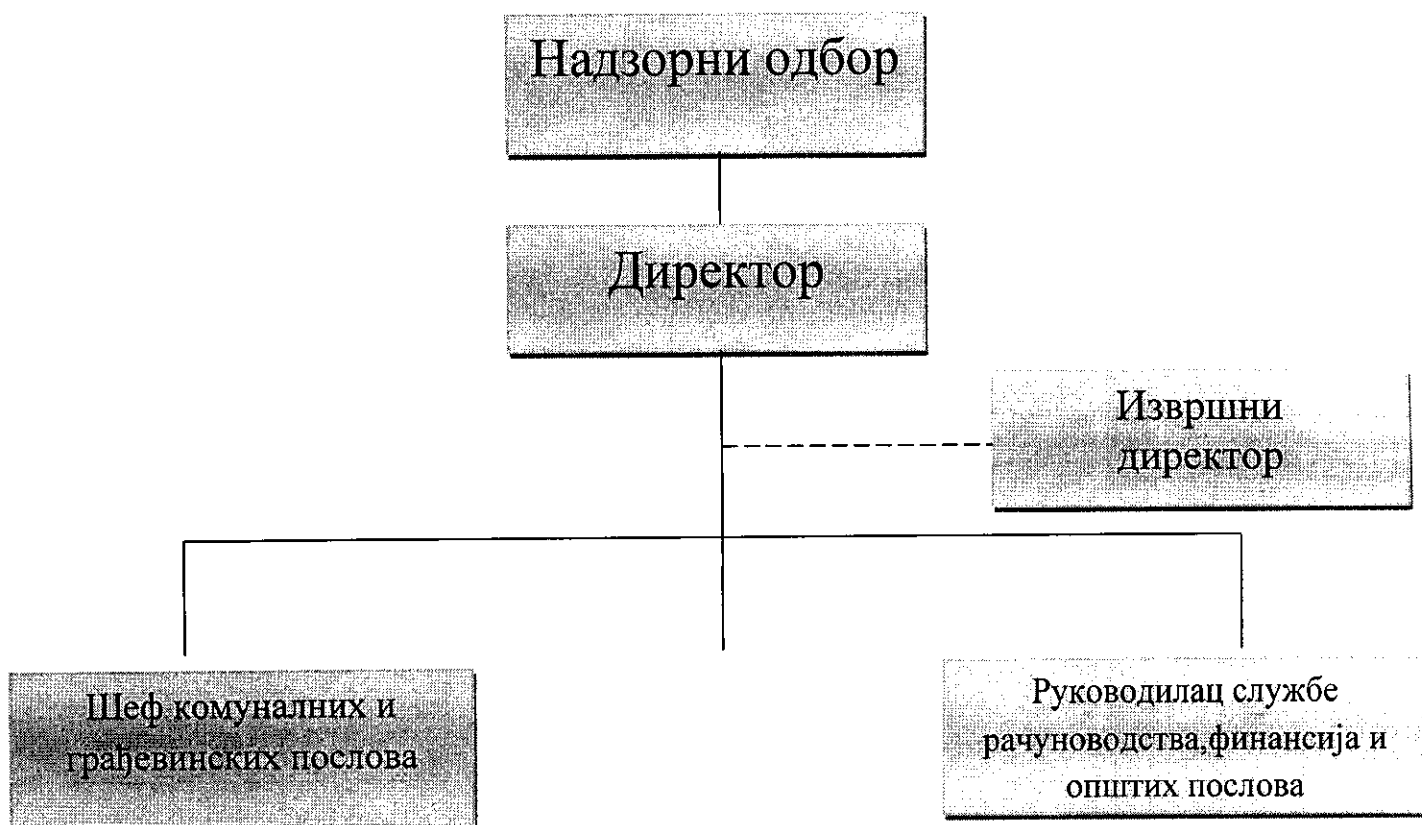 Надзорни одбор
Директор
Извршни
директор
Шеф комуналних и
грађевинских послова
Руководилац службе
рачуноводства,финансија и
општих послова